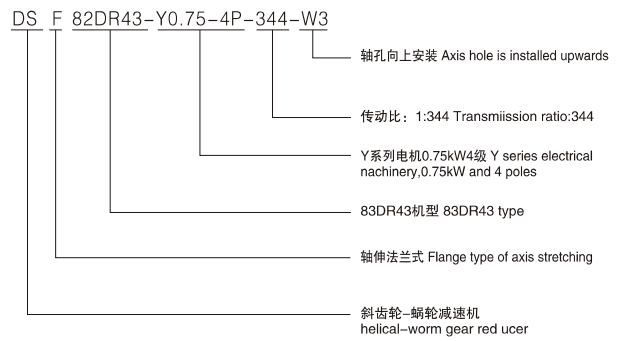 DS F 82DR43-Y0.75-4P-344-W3
轴孔向上安装 Axis hole is installed upwards
传动比：1:344 Transmiission ratio:344
Y系列电机0.75kW4级 Y series electrical
nachinery,0.75kW and 4 poles
83DR43机型 83DR43 type
轴伸法兰式 Flange type of axis stretching
斜齿轮-蜗轮减速机
helical-worm gear red ucer